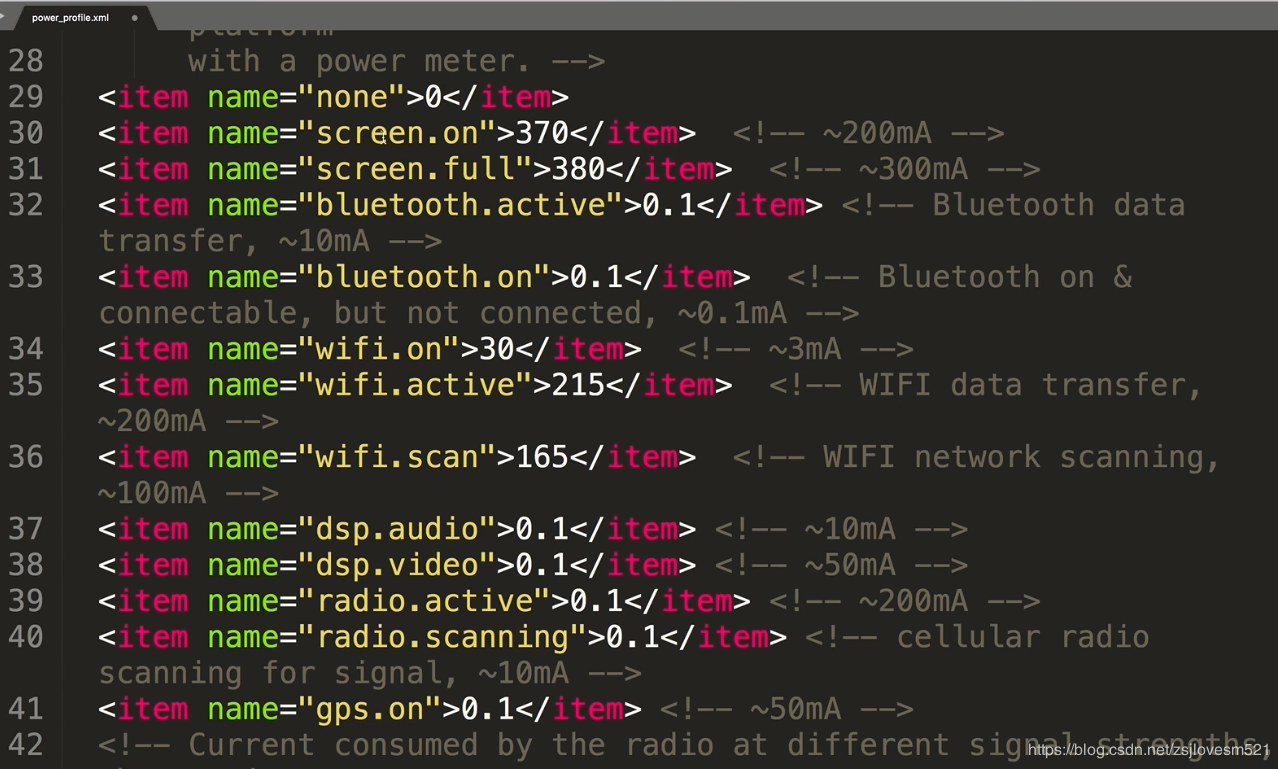 power_profile.xml
platform
28 with a power meter. -->
29 <item name="none">0</item>
30 <item name="screen.on">370</item> <!-- ~200mA -->
31 <item name="screen.full">380</item> <!-- ~300mA -->
32 <item name="bluetooth.active">0.1</item> <!-- Bluetooth data
transfer, ~10mA -->
33 <item name="bluetooth.on">0.1</item> <!-- Bluetooth on &
connectable, but not connected, ~0.1mA -->
34 <item name="wifi.on">30</item> <!-- ~3mA -->
35 <item name="wifi.active">215</item> <!-- WIFI data transfer,
~200mA -->
36 <item name="wifi.scan">165</item> <!-- WIFI network scanning,
~100mA -->
37 <item name="dsp.audio">0.1</item> <!-- ~10mA -->
38 <item name="dsp.video">0.1</item> <!-- ~50mA -->
39 <item name="radio.active">0.1</item> <!-- ~200mA -->
40 <item name="radio.scanning">0.1</item> <!-- cellular radio
scanning for signal, ~10mA -->
41 <item name="gps.on">0.1</item> <!-- ~50mA -->
42 <!-- Current consumed by the radio at different signal strengths,
https://blog.csdn.net/zsjlovesm521